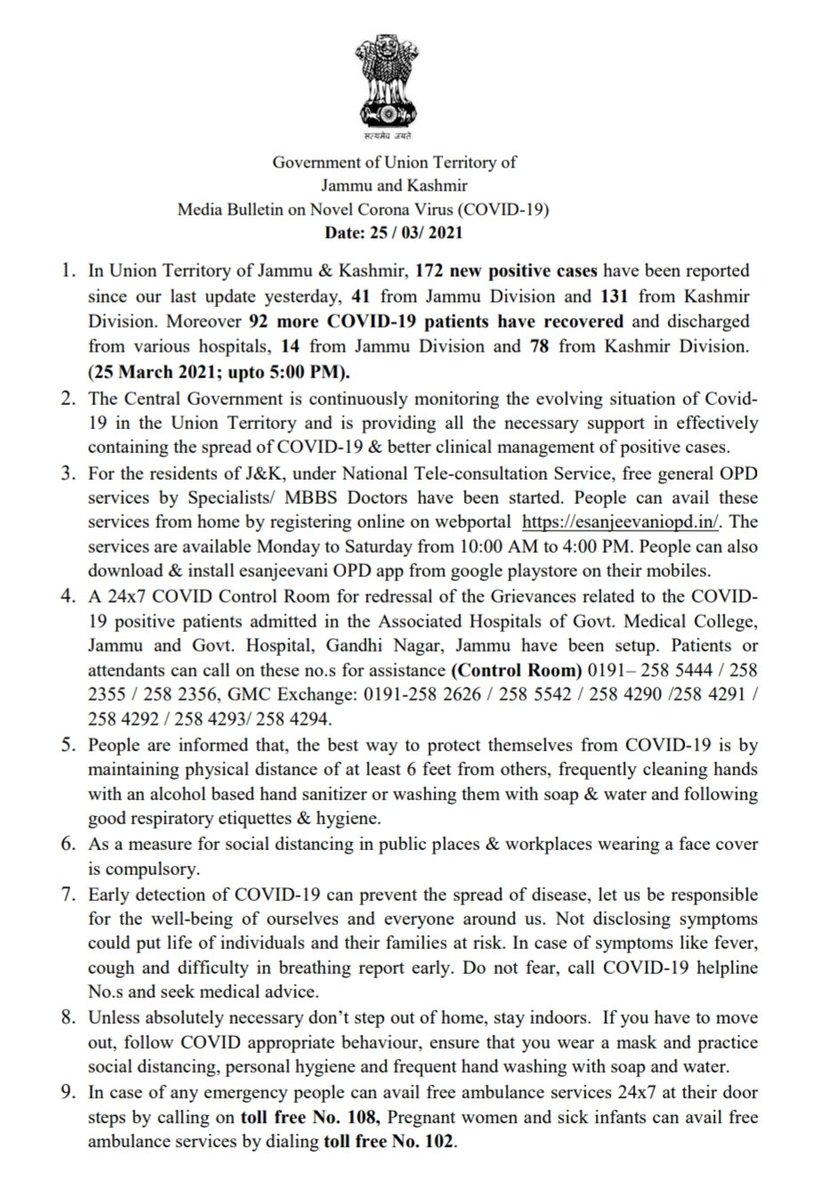 सत्यमेव जयते
Government of Union Territory of
Jammu and Kashmir
Media Bulletin on Novel Corona Virus (COVID-19)
Date: 25 / 03/ 2021
1. In Union Territory of Jammu & Kashmir, 172 new positive cases have been reported
since our last update yesterday, 41 from Jammu Division and 131 from Kashmir
Division. Moreover 92 more COVID-19 patients have recovered and discharged
from various hospitals, 14 from Jammu Division and 78 from Kashmir Division.
(25 March 2021; upto 5:00 PM).
2. The Central Government is continuously monitoring the evolving situation of Covid-
19 in the Union Territory and is providing all the necessary support in effectively
containing the spread of COVID-19 & better clinical management of positive cases.
3. For the residents of J&K, under National Tele-consultation Service, free general OPD
services by Specialists/ MBBS Doctors have been started. People can avail these
services from home by registering online on webportal https://esanjeevaniopd.in/. The
services are available Monday to Saturday from 10:00 AM to 4:00 PM. People can also
download & install esanjeevani OPD app from google playstore on their mobiles.
4. A 24x7 COVID Control Room for redressal of the Grievances related to the COVID-
19 positive patients admitted in the Associated Hospitals of Govt. Medical College,
Jammu and Govt. Hospital, Gandhi Nagar, Jammu have been setup. Patients or
attendants can call on these no.s for assistance (Control Room) 0191– 258 5444 / 258
2355 / 258 2356, GMC Exchange: 0191-258 2626 / 258 5542 / 258 4290 /258 4291 /
258 4292 / 258 4293/ 258 4294.
5. People are informed that, the best way to protect themselves from COVID-19 is by
maintaining physical distance of at least 6 feet from others, frequently cleaning hands
with an alcohol based hand sanitizer or washing them with soap & water and following
good respiratory etiquettes & hygiene.
6. As a measure for social distancing in public places & workplaces wearing a face cover
is compulsory.
7. Early detection of COVID-19 can prevent the spread of disease, let us be responsible
for the well-being of ourselves and everyone around us. Not disclosing symptoms
could put life of individuals and their families at risk. In case of symptoms like fever,
cough and difficulty in breathing report early. Do not fear, call COVID-19 helpline
No.s and seek medical advice.
8. Unless absolutely necessary don’t step out of home, stay indoors. If you have to move
out, follow COVID appropriate behaviour, ensure that you wear a mask and practice
social distancing, personal hygiene and frequent hand washing with soap and water.
9. In case of any emergency people can avail free ambulance services 24x7 at their door
steps by calling on toll free No. 108, Pregnant women and sick infants can avail free
ambulance services by dialing toll free No. 102.